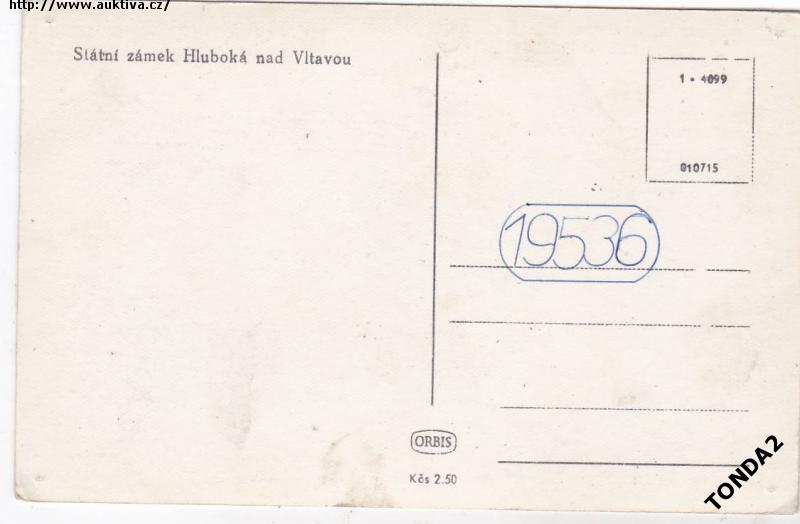 http://www.auktiva.cz/
Státní zámek Hluboká nad Vltavou
1 - 4099
010715
19536
ORBIS
Kčs 2.50
TONDA2